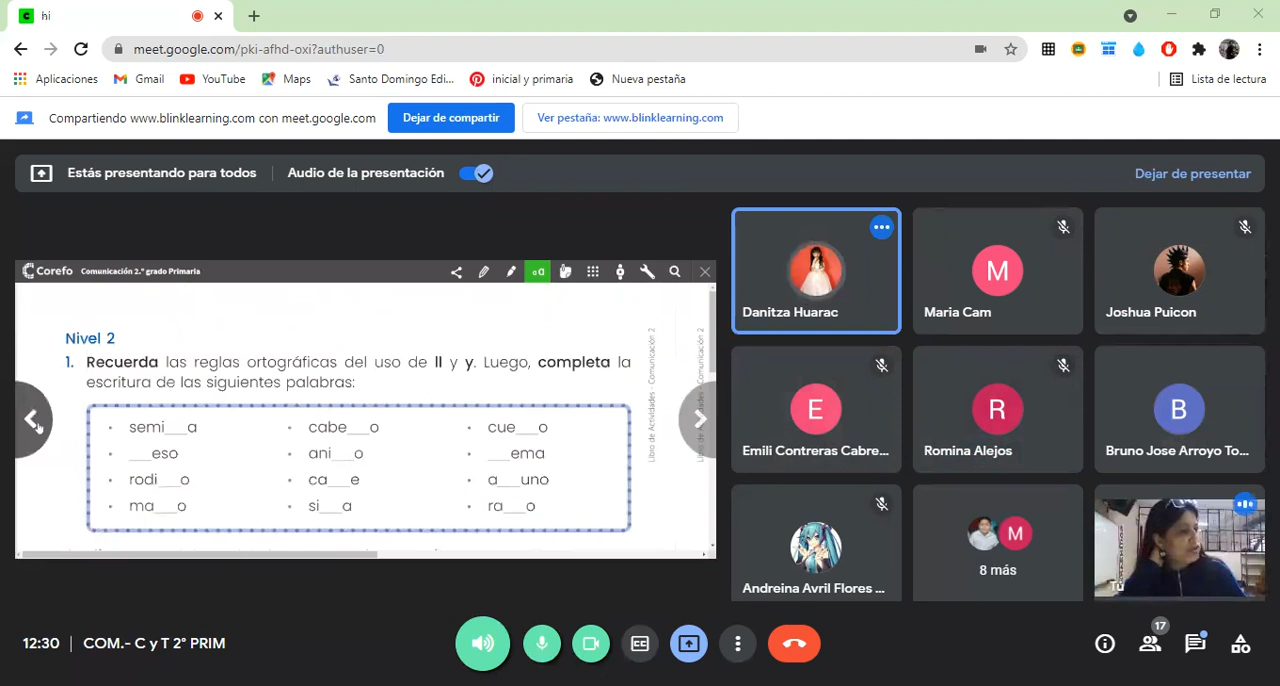 hi
meet.google.com/pki-afhd-oxi?authuser=0
Aplicaciones Gmail YouTube Maps Santo Domingo Edi... inicial y primaria Nueva pestaña Lista de lectura
Compartiendo www.blinklearning.com con meet.google.com Dejar de compartir Ver pestaña: www.blinklearning.com
Estás presentando para todos Audio de la presentación Dejar de presentar
Corefo Comunicación 2.º grado Primaria
Nivel 2
1. Recuerda las reglas ortográficas del uso de ll y y. Luego, completa la
escritura de las siguientes palabras:
• semi___a • cabe___o • cue___o
• ___eso • ani___o • ___ema
• rodi___o • ca___e • a___uno
• ma___o • si___a • ra___o
Libro de Actividades - Comunicación 2
Libro de Actividades - Comunicación 2
Danitza Huarac
M
Maria Cam
Joshua Puicon
E
Emili Contreras Cabre...
R
Romina Alejos
B
Bruno Jose Arroyo To...
Andreina Avril Flores ...
M
8 más
Tú
12:30 | COM.- C y T 2° PRIM
CC
17